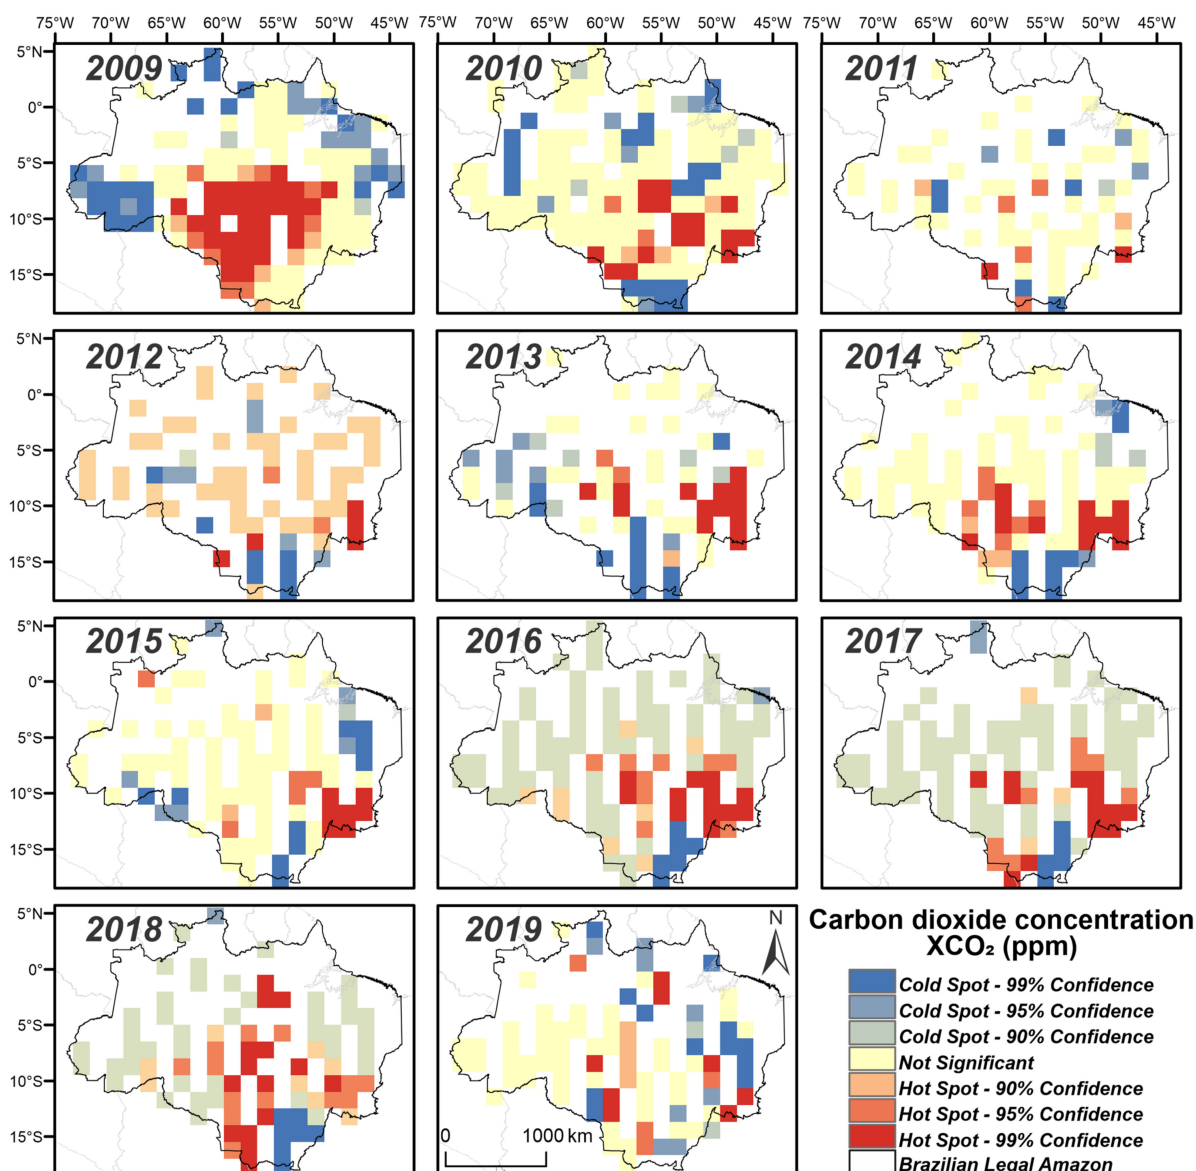 75°W 70°W 65°W 60°W 55°W 50°W 45°W 75°W 70°W 65°W 60°W 55°W 50°W 45°W 75°W 70°W 65°W 60°W 55°W 50°W 45°W
5°N
2009 2010 2011
0°
5°S
10°S
15°S
5°N
2012 2013 2014
0°
5°S
10°S
15°S
5°N
2015 2016 2017
0°
5°S
10°S
15°S
5°N
2018 2019 N
0°
5°S
10°S
15°S
0 1000 km
Carbon dioxide concentration
XCO₂ (ppm)
Cold Spot - 99% Confidence
Cold Spot - 95% Confidence
Cold Spot - 90% Confidence
Not Significant
Hot Spot - 90% Confidence
Hot Spot - 95% Confidence
Hot Spot - 99% Confidence
Brazilian Legal Amazon